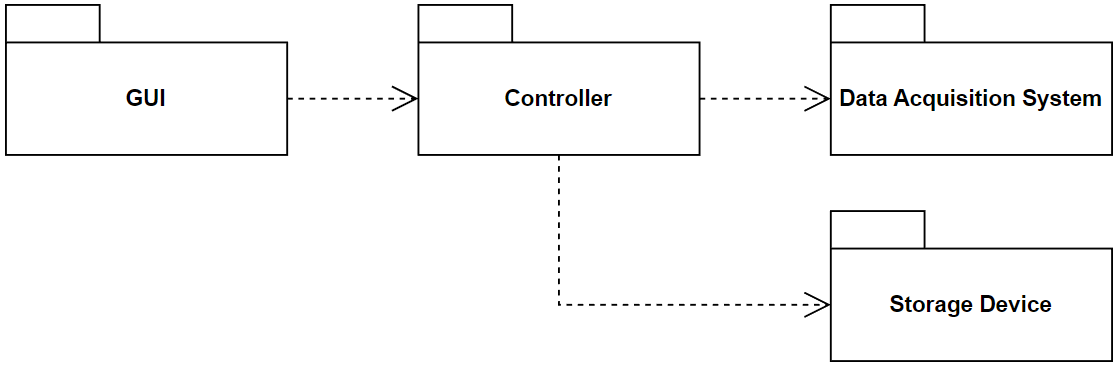 GUI
Controller
Data Acquisition System
Storage Device